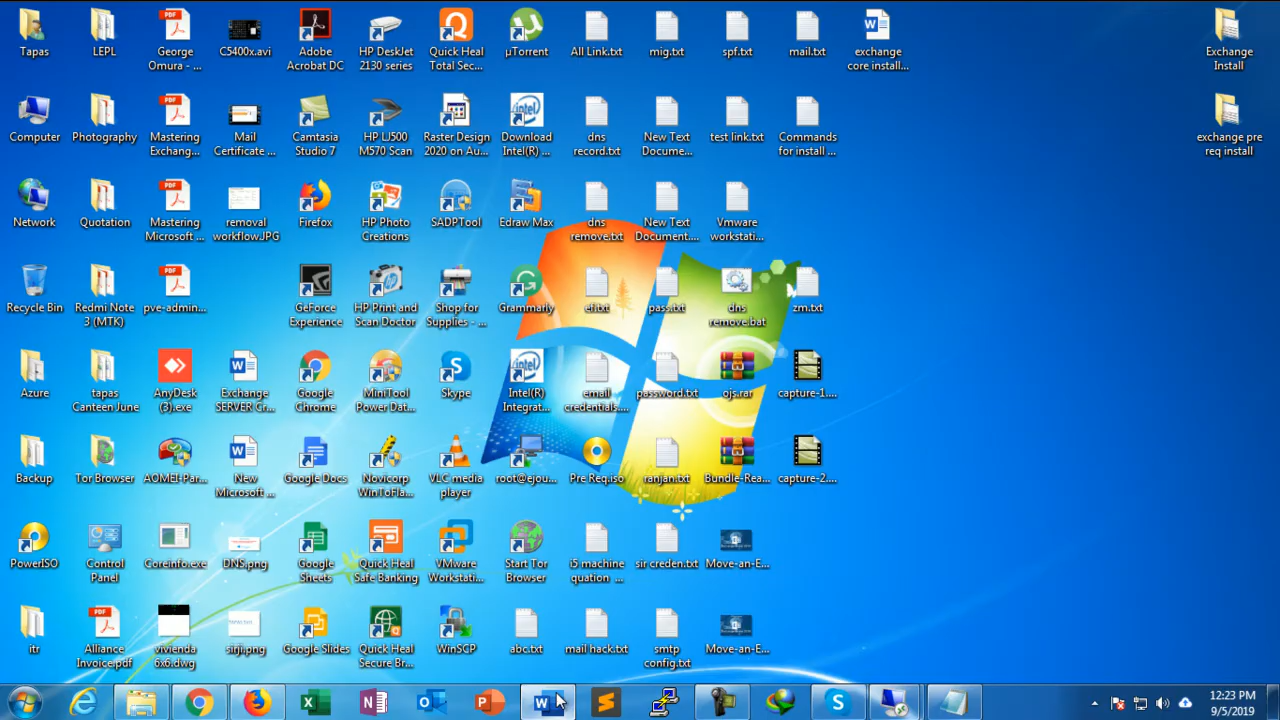 Tapas
LEPL
George
Omura - ...
C5400x.avi
Adobe
Acrobat DC
HP DeskJet
2130 series
Quick Heal
Total Sec...
µTorrent
All Link.txt
mig.txt
spf.txt
mail.txt
exchange
core install...
Exchange
Install
Computer
Photography
Mastering
Exchang...
Mail
Certificate ...
Camtasia
Studio 7
HP LJ500
M570 Scan
Raster Design
2020 on Au...
Download
Intel(R) ...
dns
record.txt
New Text
Docume...
test link.txt
Commands
for install ...
exchange pre
req install
Network
Quotation
Mastering
Microsoft ...
removal
workflow.JPG
Firefox
HP Photo
Creations
SADPTool
Edraw Max
dns
remove.txt
New Text
Document....
Vmware
workstati...
Recycle Bin
Redmi Note
3 (MTK)
pve-admin...
GeForce
Experience
HP Print and
Scan Doctor
Shop for
Supplies - ...
Grammarly
efi.txt
pass.txt
dns
remove.bat
zm.txt
Azure
tapas
Canteen June
AnyDesk
(3).exe
Exchange
SERVER Cr...
Google
Chrome
MiniTool
Power Dat...
Skype
Intel(R)
Integrat...
email
credentials....
password.txt
ojs.rar
capture-1....
Backup
Tor Browser
AOMEI-Par...
New
Microsoft ...
Google Docs
Novicorp
WinToFla...
VLC media
player
root@ejou...
Pre Req.iso
ranjan.txt
Bundle-Rea...
capture-2....
PowerISO
Control
Panel
Coreinfo.exe
DNS.png
Google
Sheets
Quick Heal
Safe Banking
VMware
Workstati...
Start Tor
Browser
i5 machine
quation ...
sir creden.txt
Move-an-E...
itr
Alliance
Invoice.pdf
vivienda
6x6.dwg
sirji.png
Google Slides
Quick Heal
Secure Br...
WinSCP
abc.txt
mail hack.txt
smtp
config.txt
Move-an-E...
12:23 PM
9/5/2019